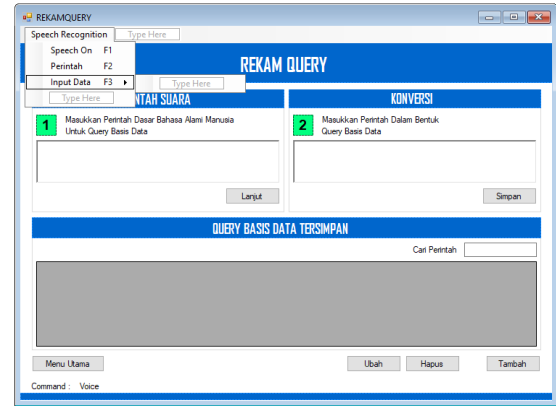 REKAMQUERY
Speech Recognition Type Here
Speech On F1
Perintah F2
Input Data F3 Type Here
Type Here
REKAM QUERY
NTAH SUARA
KONVERSI
1 Masukkan Perintah Dasar Bahasa Alami Manusia
Untuk Query Basis Data
2 Masukkan Perintah Dalam Bentuk
Query Basis Data
Lanjut
Simpan
QUERY BASIS DATA TERSIMPAN
Cari Perintah
Menu Utama Ubah Hapus Tambah
Command : Voice